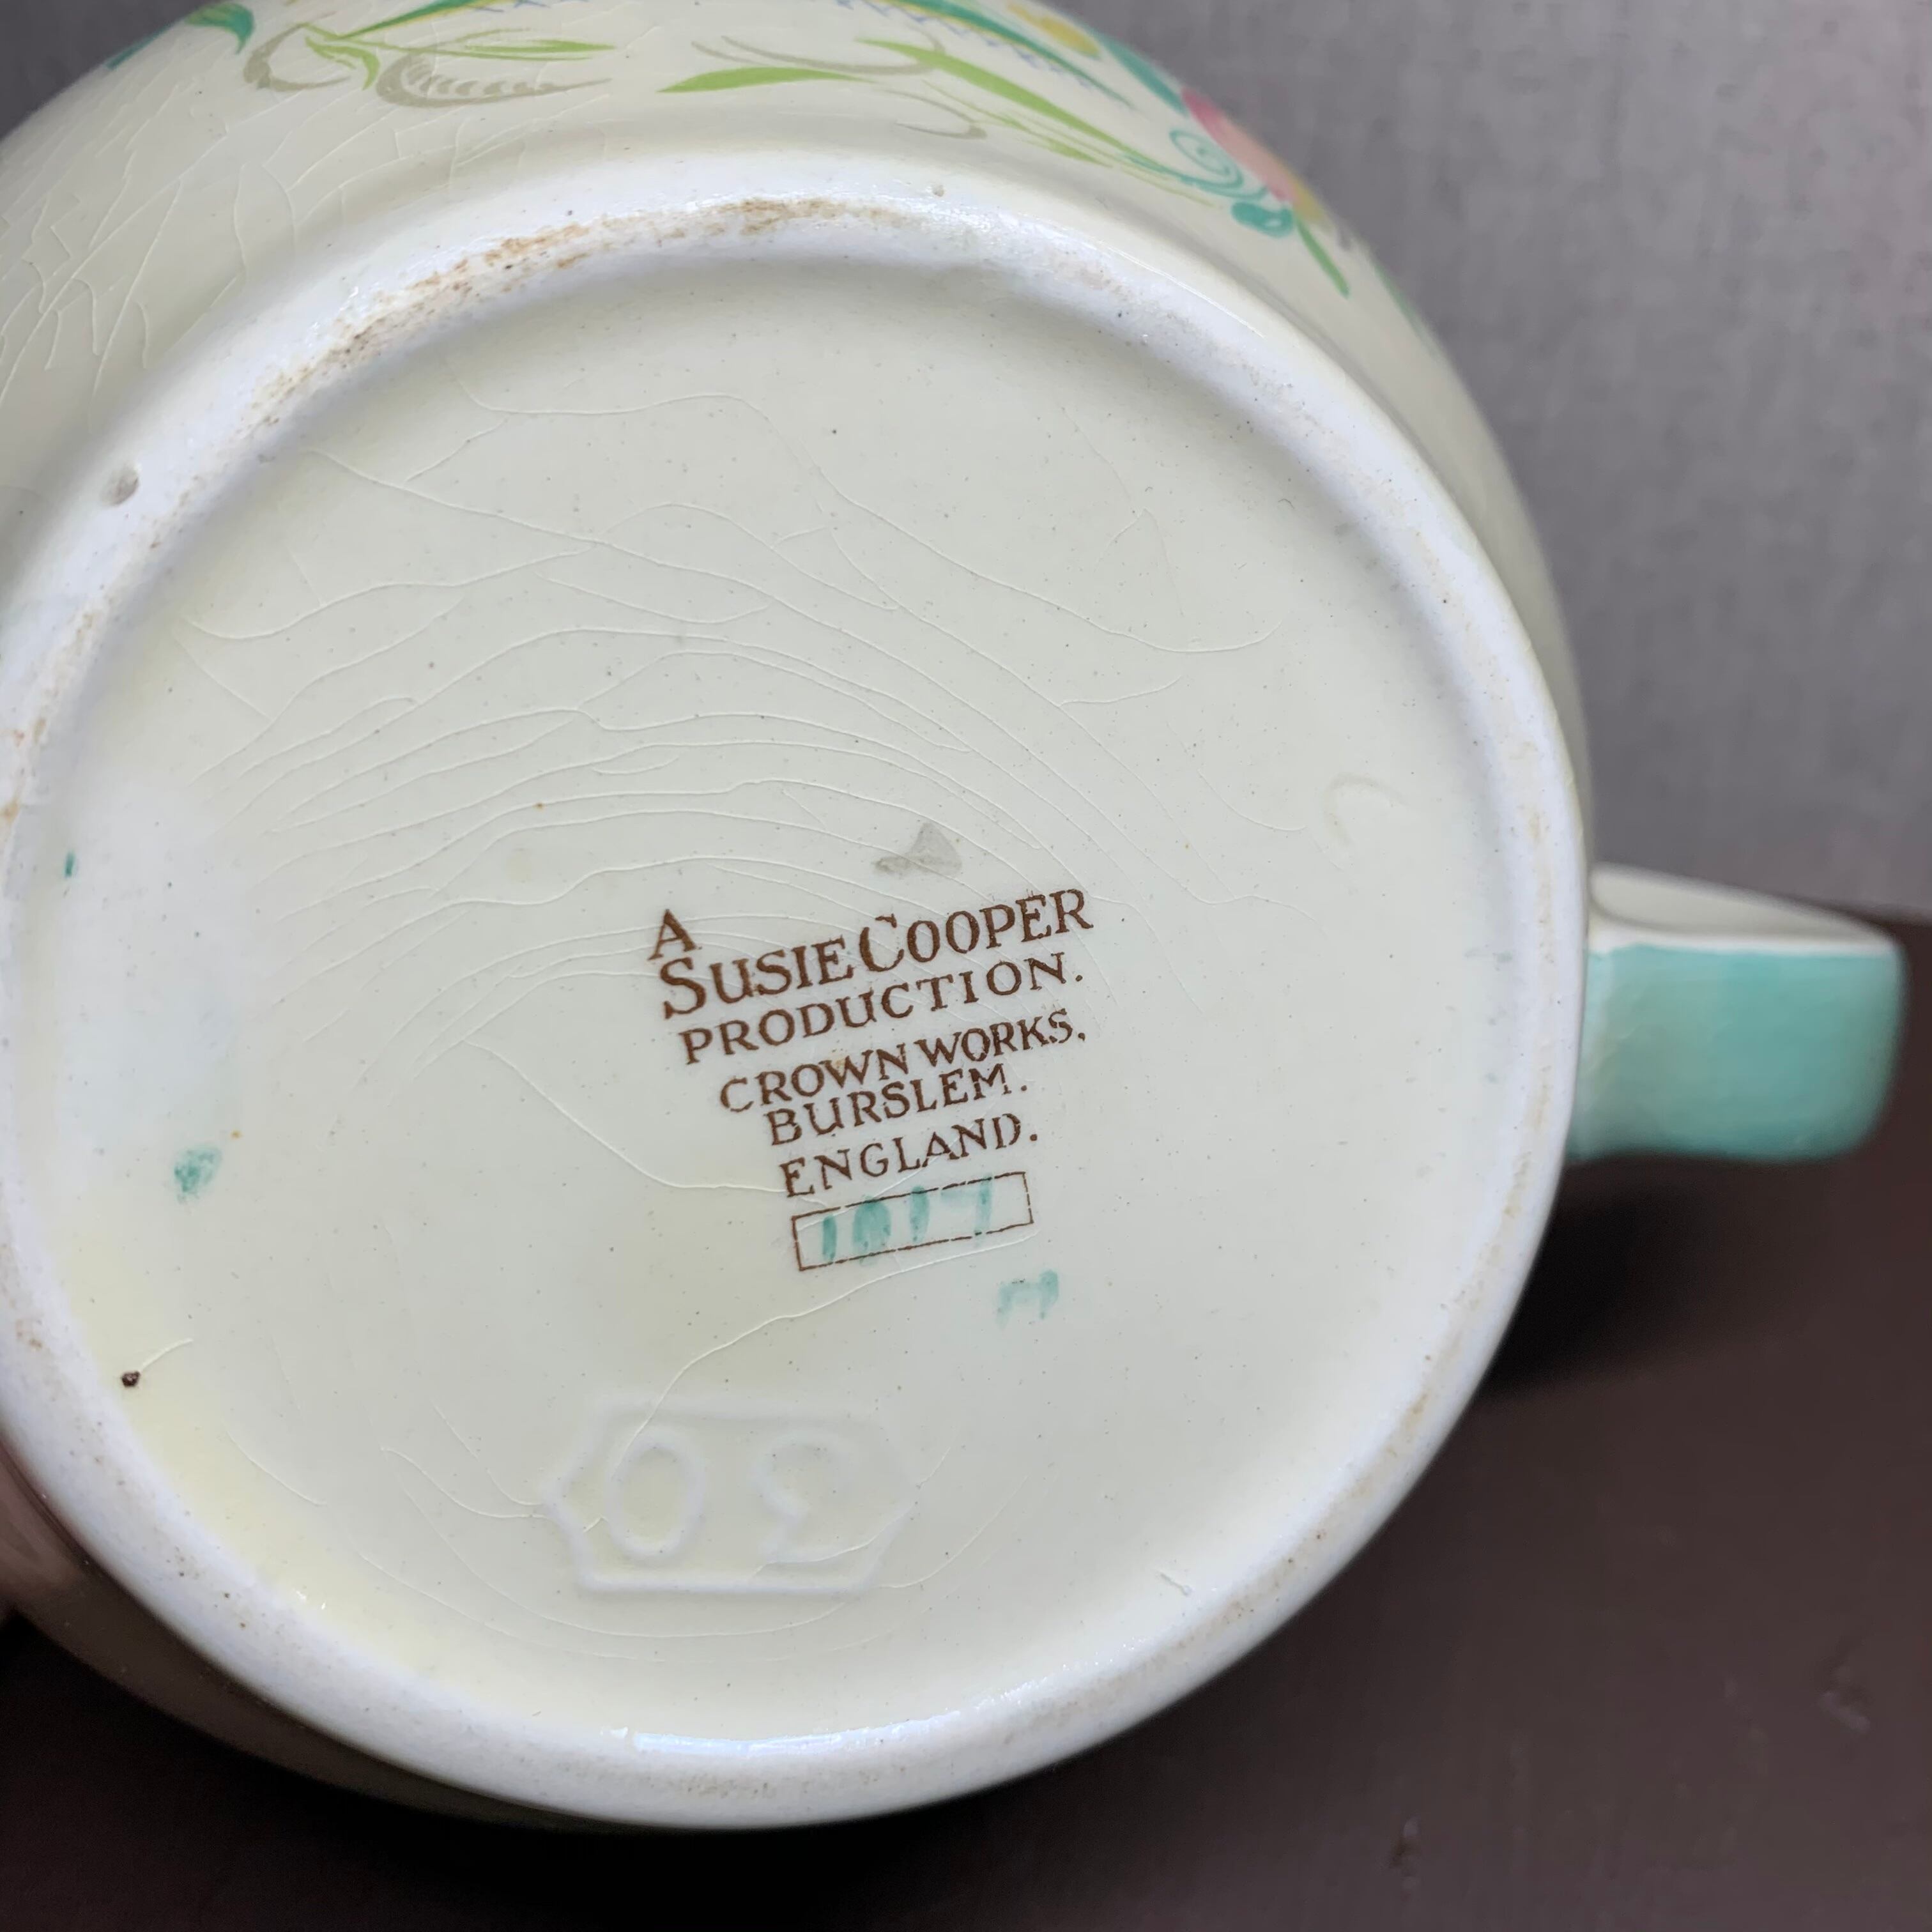 A
SUSIE COOPER
PRODUCTION.
CROWN WORKS.
BURSLEM.
ENGLAND.
1017
30